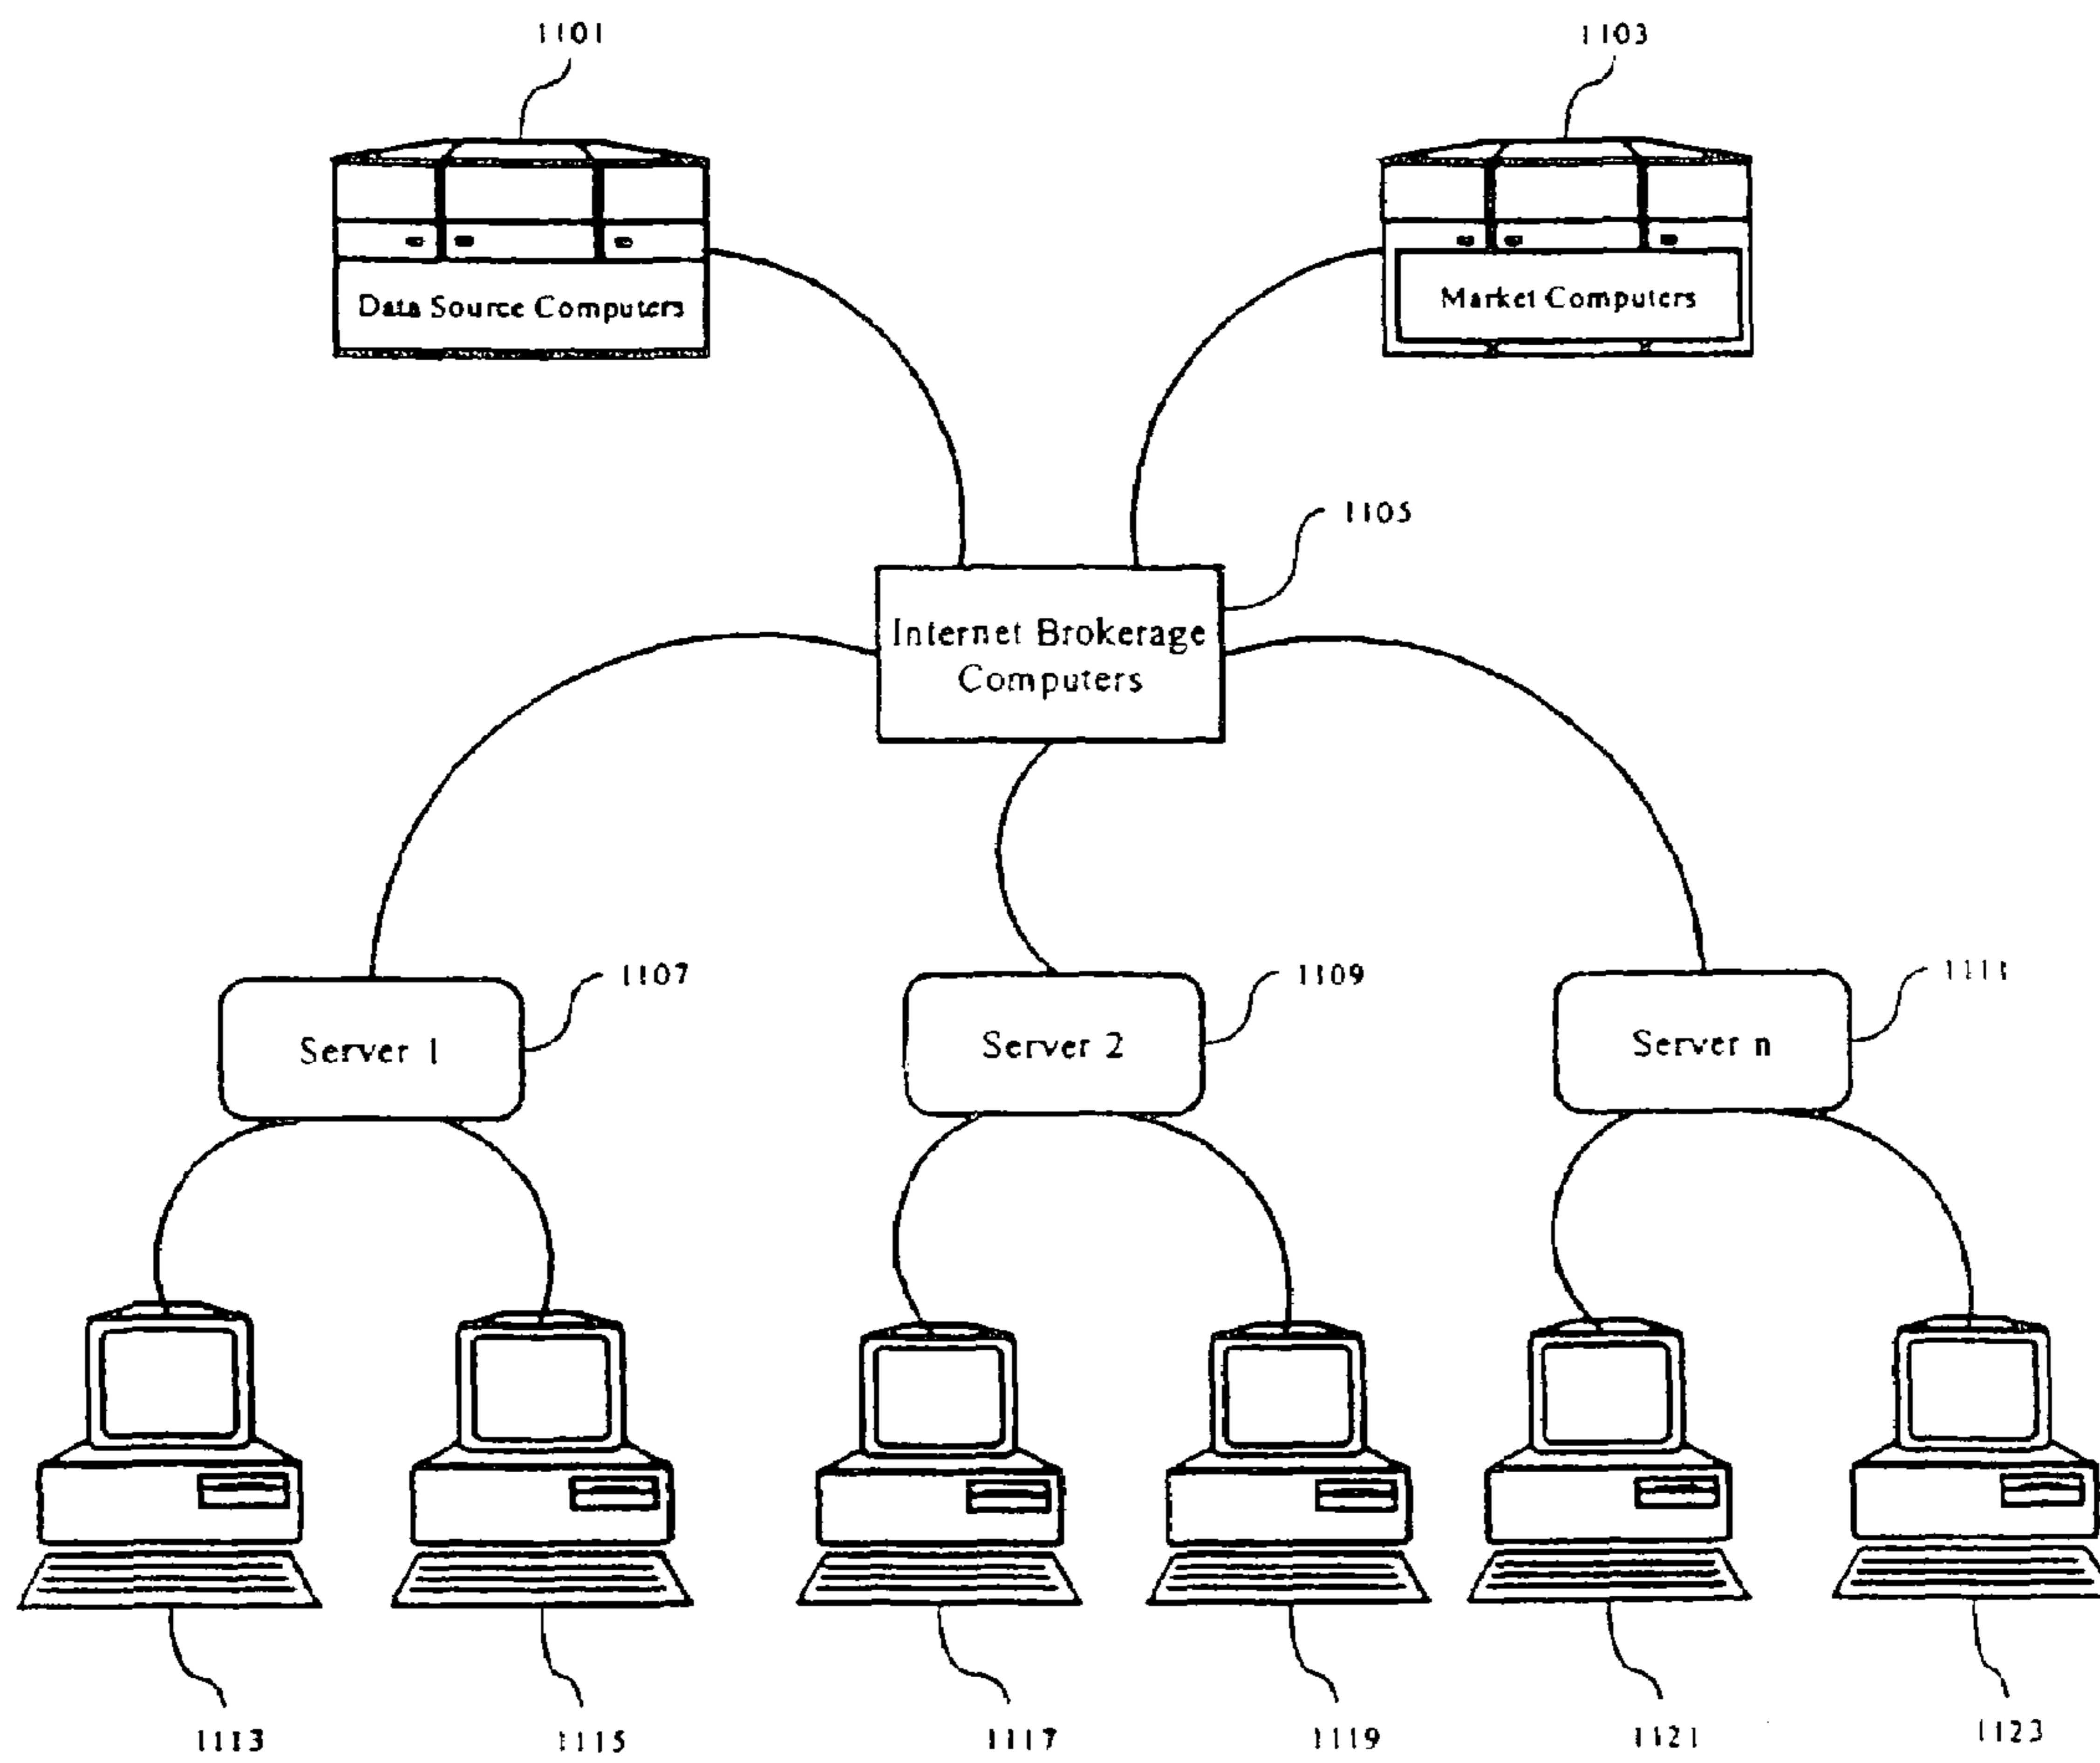 1101
1103
Data Source Computers
Market Computers
1105
Internet Brokerage
Computers
1107
1109
1111
Server 1
Server 2
Server n
1113
1115
1117
1119
1121
1123